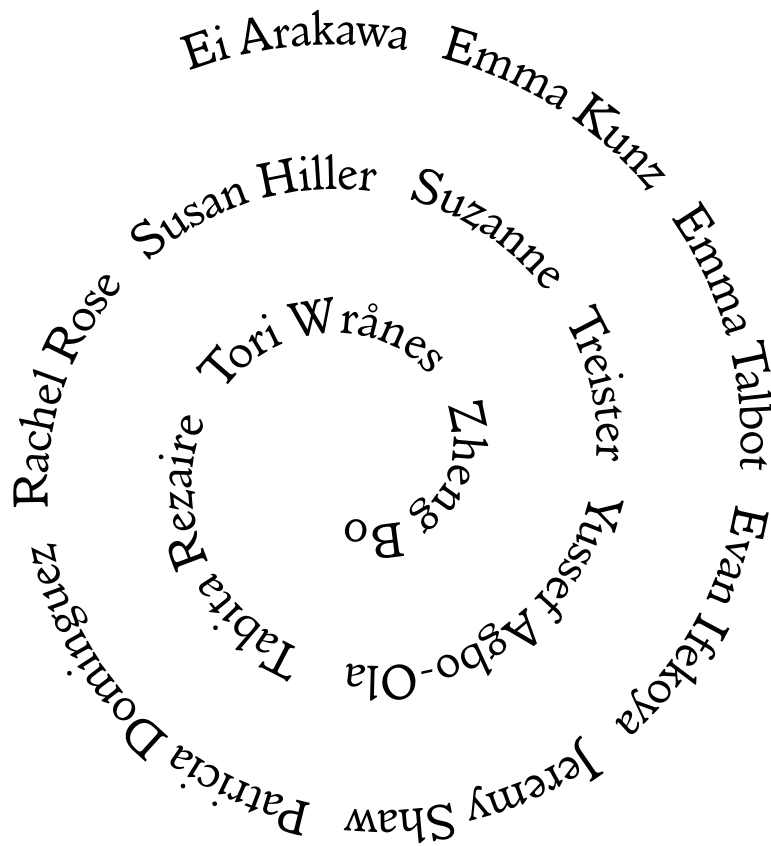 Ei Arakawa
Emma Kunz
Emma Talbot
Evan Ifekoya
Jeremy Shaw
Patricia Dominguez
Rachel Rose
Susan Hiller
Suzanne Treister
Yussef Agbo-Ola
Tabita Rezaire
Tori Wrånes
Zheng Bo